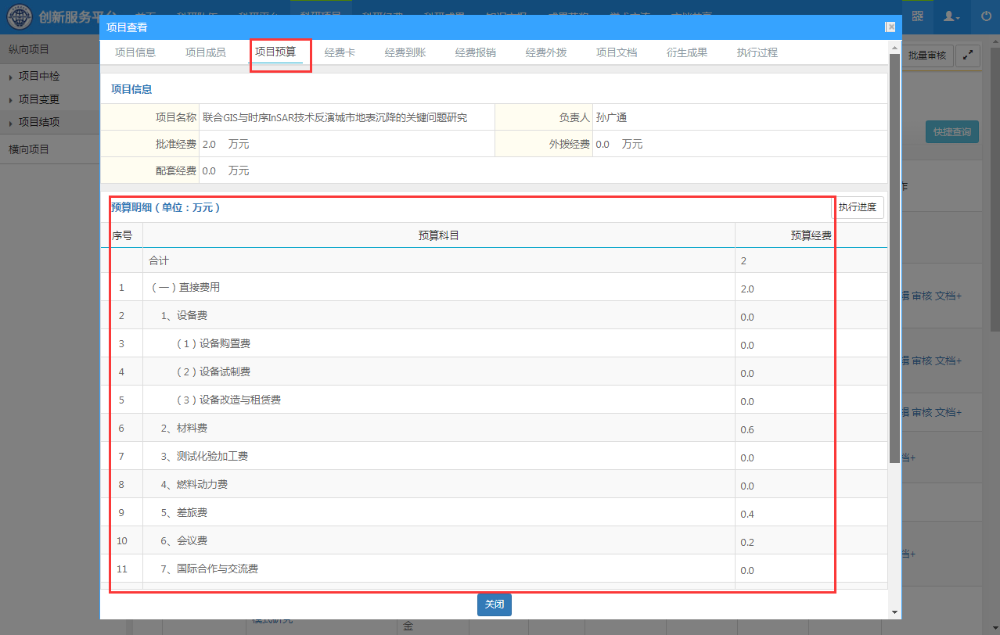 创新服务平台
项目查看
项目信息 项目成员 项目预算 经费卡 经费到账 经费报销 经费外拨 项目文档 衍生成果 执行过程
纵向项目
项目中检
项目变更
项目结项
横向项目
批量审核
快捷查询
项目信息
项目名称 联合GIS与时序InSAR技术反演城市地表沉降的关键问题研究 负责人 孙广通
批准经费 2.0 万元 外拨经费 0.0 万元
配套经费 0.0 万元
预算明细(单位:万元) 执行进度
序号 预算科目 预算经费
合计 2
1 (一)直接费用 2.0
2 1、设备费 0.0
3 (1)设备购置费 0.0
4 (2)设备试制费 0.0
5 (3)设备改造与租赁费 0.0
6 2、材料费 0.6
7 3、测试化验加工费 0.0
8 4、燃料动力费 0.0
9 5、差旅费 0.4
10 6、会议费 0.2
11 7、国际合作与交流费 0.0
审核 文档+
审核 文档+
审核 文档+
关闭
金